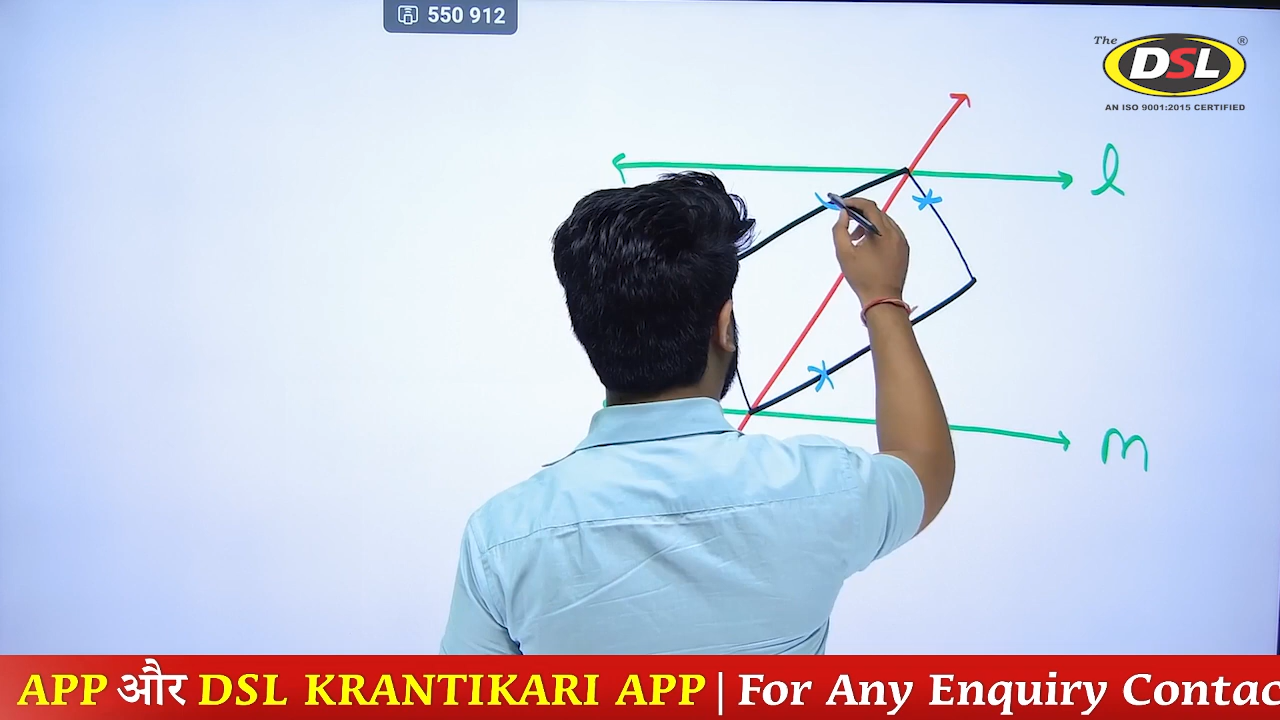 550 912
The DSL ®
AN ISO 9001:2015 CERTIFIED
l
m
APP और DSL KRANTIKARI APP | For Any Enquiry Contac